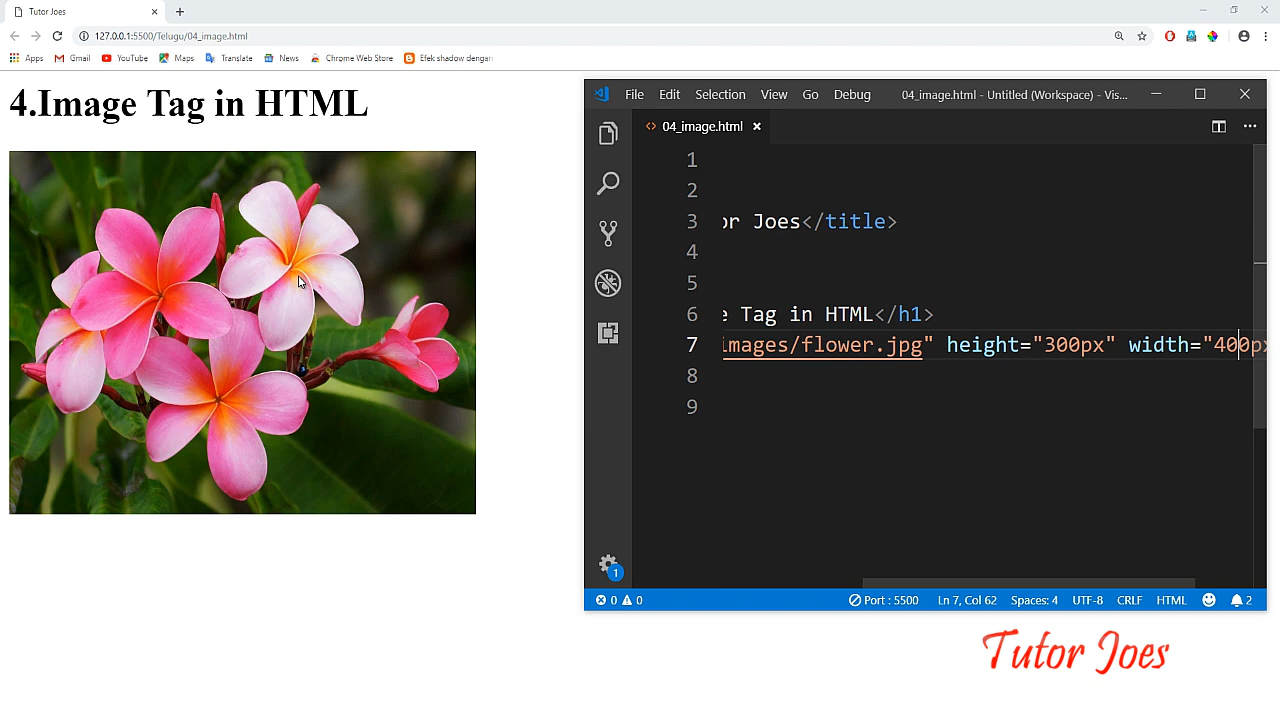 Tutor Joes
127.0.0.1:5500/Telugu/04_image.html
Apps Gmail YouTube Maps Translate News Chrome Web Store Efek shadow dengan
4.Image Tag in HTML
File Edit Selection View Go Debug 04_image.html - Untitled (Workspace) - Vis...
04_image.html
1
2
3 or Joes</title>
4
5
6 e Tag in HTML</h1>
7 images/flower.jpg" height="300px" width="400px
8
9
1
0 0 Port : 5500 Ln 7, Col 62 Spaces: 4 UTF-8 CRLF HTML 2
Tutor Joes